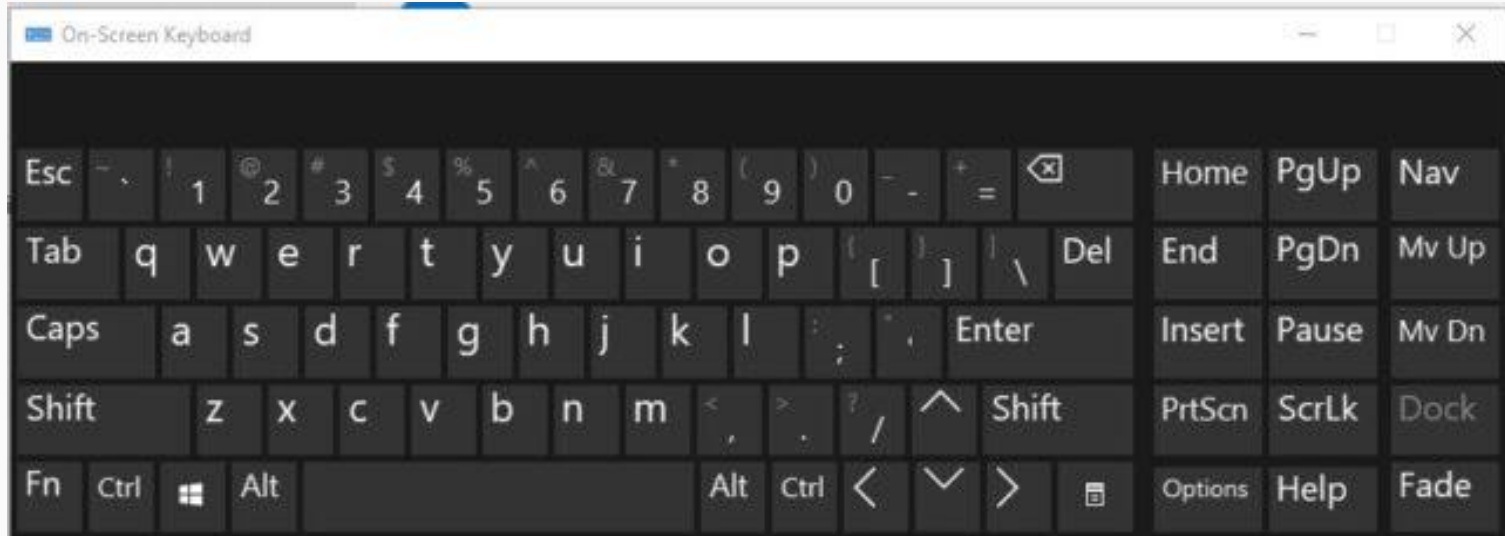 On-Screen Keyboard
Esc ~ ` ! 1 @ 2 # 3 $ 4 % 5 ^ 6 & 7 * 8 ( 9 ) 0 _ - + = Home PgUp Nav
Tab q w e r t y u i o p { [ } ] | \ Del End PgDn Mv Up
Caps a s d f g h j k l : ; " ' Enter Insert Pause Mv Dn
Shift z x c v b n m < , > . ? / Shift PrtScn ScrLk Dock
Fn Ctrl Alt Alt Ctrl Options Help Fade